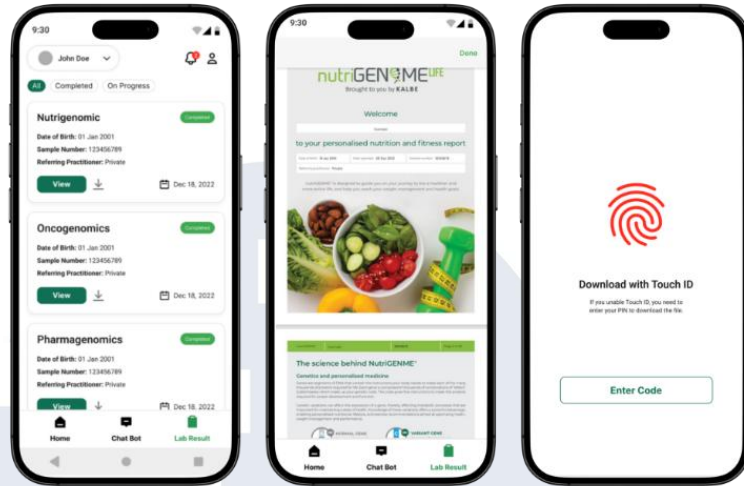 9:30
John Doe
All
Completed
On Progress
Nutrigenomic
Completed
Date of Birth: 01 Jan 2001
Sample Number: 123456789
Referring Practitioner: Private
View
Dec 18, 2022
Oncogenomics
Completed
Date of Birth: 01 Jan 2001
Sample Number: 123456789
Referring Practitioner: Private
View
Dec 18, 2022
Pharmagenomics
Completed
Date of Birth: 01 Jan 2001
Sample Number: 123456789
Referring Practitioner: Private
View
Dec 18, 2022
Home
Chat Bot
Lab Result
9:30
Done
nutriGENOMELIFE
Brought to you by KALBE
Welcome
to your personalised nutrition and fitness report
The science behind NutriGENME™
Genetics and personalised medicine
NORMAL GENE
VARIANT GENE
Home
Chat Bot
Lab Result
Download with Touch ID
If you unable Touch ID, you need to
enter your PIN to download the file.
Enter Code